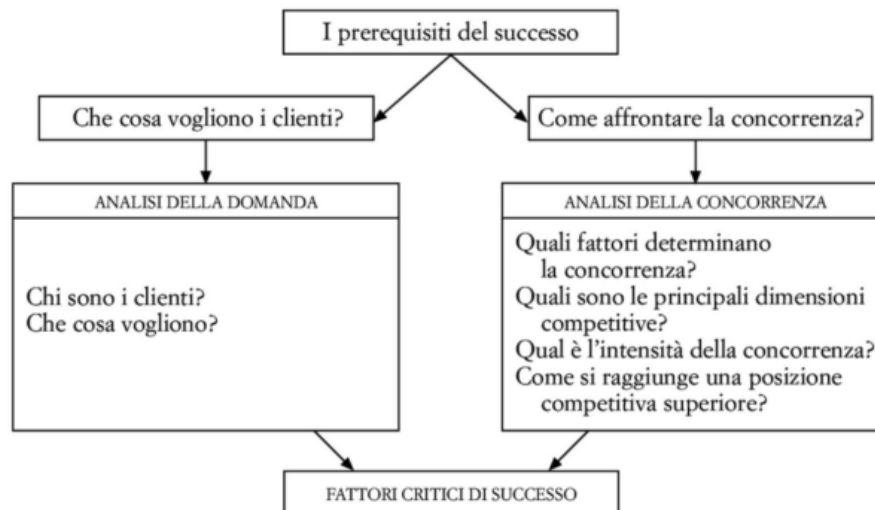 I prerequisiti del successo
Che cosa vogliono i clienti?
Come affrontare la concorrenza?
ANALISI DELLA DOMANDA
Chi sono i clienti?
Che cosa vogliono?
ANALISI DELLA CONCORRENZA
Quali fattori determinano
la concorrenza?
Quali sono le principali dimensioni
competitive?
Qual è l'intensità della concorrenza?
Come si raggiunge una posizione
competitiva superiore?
FATTORI CRITICI DI SUCCESSO